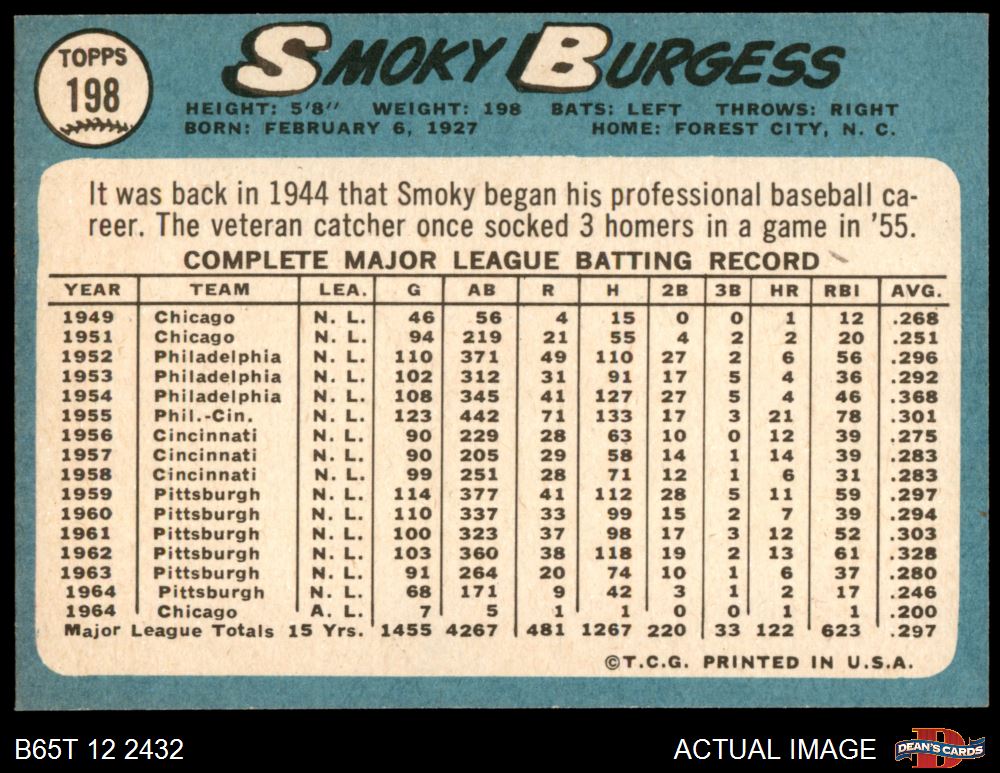 TOPPS
198
SMOKY BURGESS
HEIGHT: 5'8" WEIGHT: 198 BATS: LEFT THROWS: RIGHT
BORN: FEBRUARY 6, 1927 HOME: FOREST CITY, N. C.
It was back in 1944 that Smoky began his professional baseball ca-
reer. The veteran catcher once socked 3 homers in a game in '55.
COMPLETE MAJOR LEAGUE BATTING RECORD
YEAR TEAM LEA. G AB R H 2B 3B HR RBI AVG.
1949 Chicago N. L. 46 56 4 15 0 0 1 12 .268
1951 Chicago N. L. 94 219 21 55 4 2 2 20 .251
1952 Philadelphia N. L. 110 371 49 110 27 2 6 56 .296
1953 Philadelphia N. L. 102 312 31 91 17 5 4 36 .292
1954 Philadelphia N. L. 108 345 41 127 27 5 4 46 .368
1955 Phil.-Cin. N. L. 123 442 71 133 17 3 21 78 .301
1956 Cincinnati N. L. 90 229 28 63 10 0 12 39 .275
1957 Cincinnati N. L. 90 205 29 58 14 1 14 39 .283
1958 Cincinnati N. L. 99 251 28 71 12 1 6 31 .283
1959 Pittsburgh N. L. 114 377 41 112 28 5 11 59 .297
1960 Pittsburgh N. L. 110 337 33 99 15 2 7 39 .294
1961 Pittsburgh N. L. 100 323 37 98 17 3 12 52 .303
1962 Pittsburgh N. L. 103 360 38 118 19 2 13 61 .328
1963 Pittsburgh N. L. 91 264 20 74 10 1 6 37 .280
1964 Pittsburgh N. L. 68 171 9 42 3 1 2 17 .246
1964 Chicago A. L. 7 5 1 1 0 0 1 1 .200
Major League Totals 15 Yrs. 1455 4267 481 1267 220 33 122 623 .297
©T.C.G. PRINTED IN U.S.A.
B65T 12 2432
ACTUAL IMAGE
DEAN'S CARDS